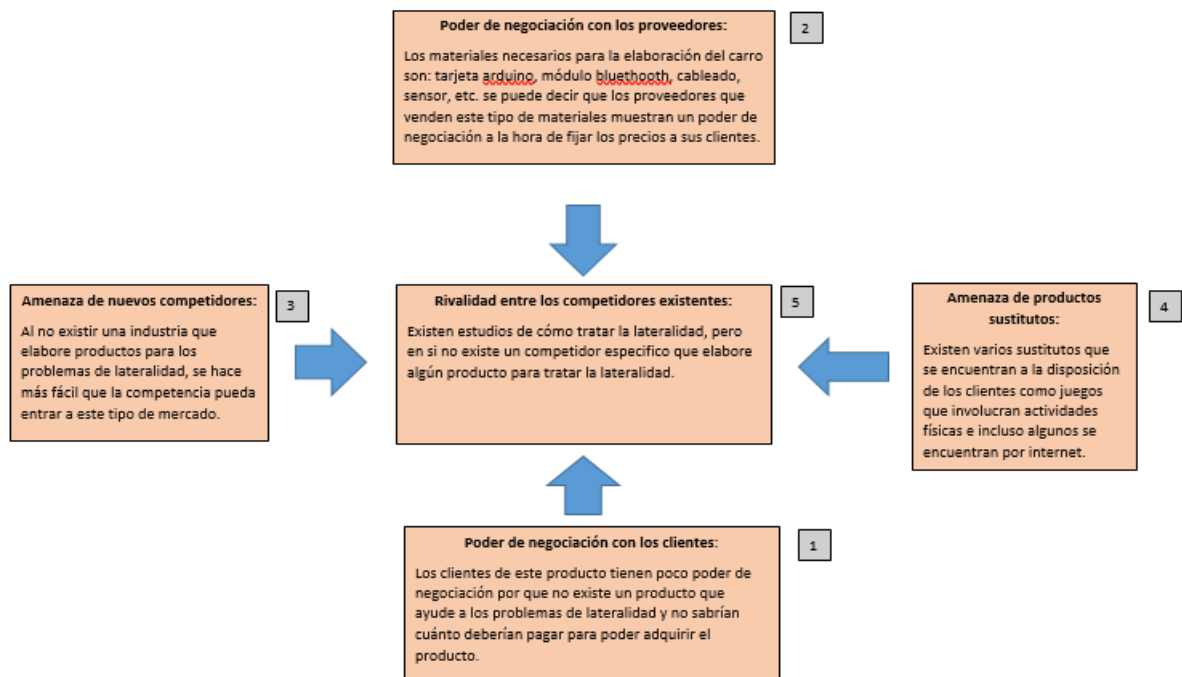 Poder de negociación con los proveedores:
2
Los materiales necesarios para la elaboración del carro
son: tarjeta arduino, módulo bluethooth, cableado,
sensor, etc. se puede decir que los proveedores que
venden este tipo de materiales muestran un poder de
negociación a la hora de fijar los precios a sus clientes.
Amenaza de nuevos competidores:
3
Al no existir una industria que
elabore productos para los
problemas de lateralidad, se hace
más fácil que la competencia pueda
entrar a este tipo de mercado.
Rivalidad entre los competidores existentes:
5
Existen estudios de cómo tratar la lateralidad, pero
en si no existe un competidor especifico que elabore
algún producto para tratar la lateralidad.
Amenaza de productos
sustitutos:
4
Existen varios sustitutos que
se encuentran a la disposición
de los clientes como juegos
que involucran actividades
físicas e incluso algunos se
encuentran por internet.
Poder de negociación con los clientes:
1
Los clientes de este producto tienen poco poder de
negociación por que no existe un producto que
ayude a los problemas de lateralidad y no sabrían
cuánto deberían pagar para poder adquirir el
producto.